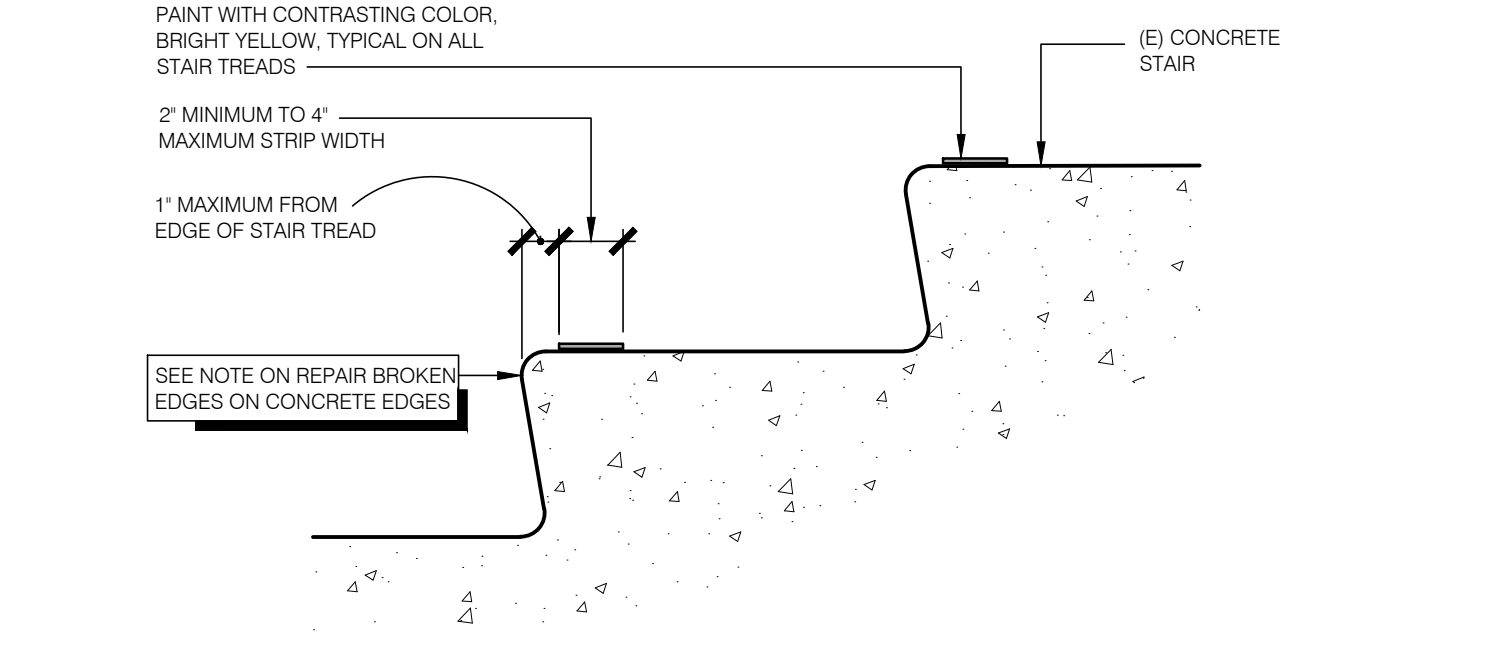 PAINT WITH CONTRASTING COLOR,
BRIGHT YELLOW, TYPICAL ON ALL
STAIR TREADS
(E) CONCRETE
STAIR
2" MINIMUM TO 4"
MAXIMUM STRIP WIDTH
1" MAXIMUM FROM
EDGE OF STAIR TREAD
SEE NOTE ON REPAIR BROKEN
EDGES ON CONCRETE EDGES